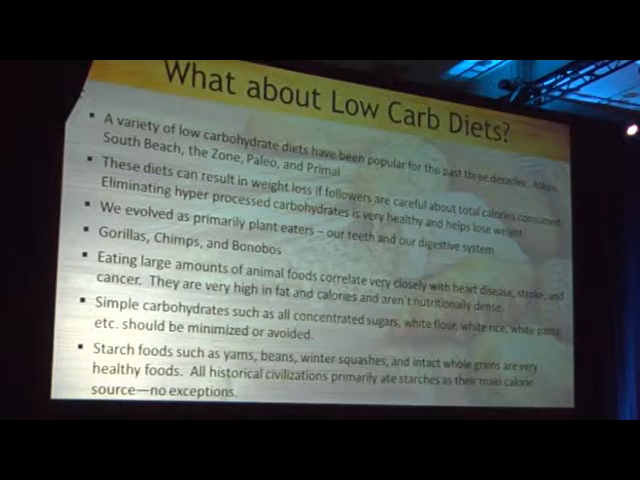 What about Low Carb Diets?
▪ A variety of low carbohydrate diets have been popular for the past three decades. Atkins,
South Beach, the Zone, Paleo, and Primal
▪ These diets can result in weight loss if followers are careful about total calories consumed.
Eliminating hyper processed carbohydrates is very healthy and helps lose weight
▪ We evolved as primarily plant eaters – our teeth and our digestive system
▪ Gorillas, Chimps, and Bonobos
▪ Eating large amounts of animal foods correlate very closely with heart disease, stroke, and
cancer. They are very high in fat and calories and aren't nutritionally dense.
▪ Simple carbohydrates such as all concentrated sugars, white flour, white rice, white pasta,
etc. should be minimized or avoided.
▪ Starch foods such as yams, beans, winter squashes, and intact whole grains are very
healthy foods. All historical civilizations primarily ate starches as their main calorie
source—no exceptions.